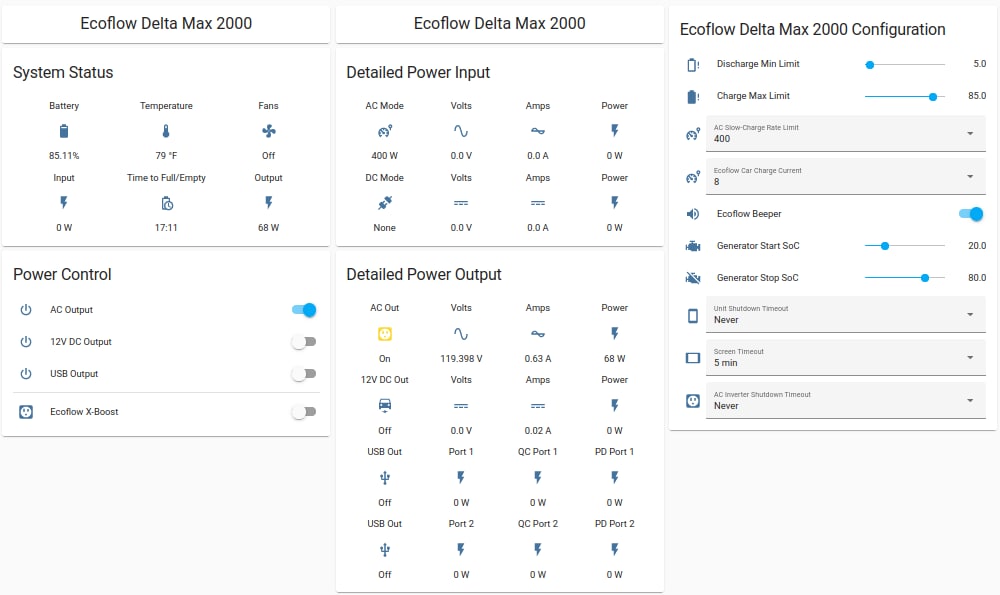 Ecoflow Delta Max 2000
System Status
Battery Temperature Fans
85.11% 79 °F Off
Input Time to Full/Empty Output
0 W 17:11 68 W
Power Control
AC Output
12V DC Output
USB Output
Ecoflow X-Boost
Ecoflow Delta Max 2000
Detailed Power Input
AC Mode Volts Amps Power
400 W 0.0 V 0.0 A 0 W
DC Mode Volts Amps Power
None 0.0 V 0.0 A 0 W
Detailed Power Output
AC Out Volts Amps Power
On 119.398 V 0.63 A 68 W
12V DC Out Volts Amps Power
Off 0.0 V 0.02 A 0 W
USB Out Port 1 QC Port 1 PD Port 1
Off 0 W 0 W 0 W
USB Out Port 2 QC Port 2 PD Port 2
Off 0 W 0 W 0 W
Ecoflow Delta Max 2000 Configuration
Discharge Min Limit 5.0
Charge Max Limit 85.0
AC Slow-Charge Rate Limit
400
Ecoflow Car Charge Current
8
Ecoflow Beeper
Generator Start SoC 20.0
Generator Stop SoC 80.0
Unit Shutdown Timeout
Never
Screen Timeout
5 min
AC Inverter Shutdown Timeout
Never